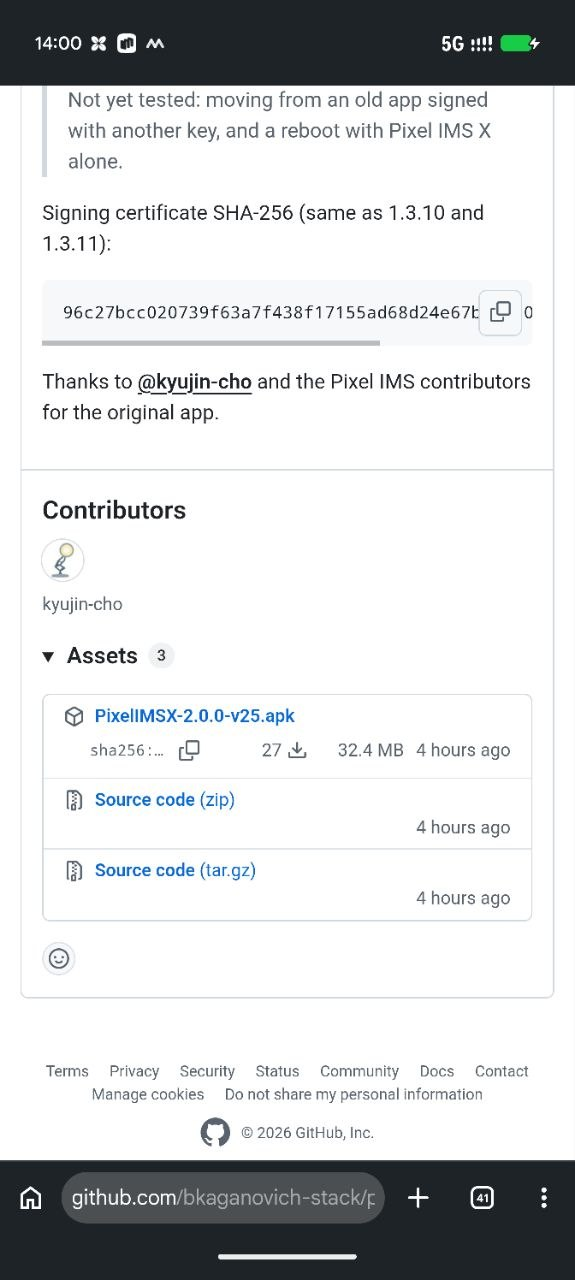 14:00
5G
Not yet tested: moving from an old app signed
with another key, and a reboot with Pixel IMS X
alone.
Signing certificate SHA-256 (same as 1.3.10 and
1.3.11):
96c27bcc020739f63a7f438f17155ad68d24e67b 0
Thanks to @kyujin-cho and the Pixel IMS contributors
for the original app.
Contributors
kyujin-cho
Assets 3
PixelIMSX-2.0.0-v25.apk
sha256:... 27 32.4 MB 4 hours ago
Source code (zip)
4 hours ago
Source code (tar.gz)
4 hours ago
Terms Privacy Security Status Community Docs Contact
Manage cookies Do not share my personal information
© 2026 GitHub, Inc.
github.com/bkaganovich-stack/p 41